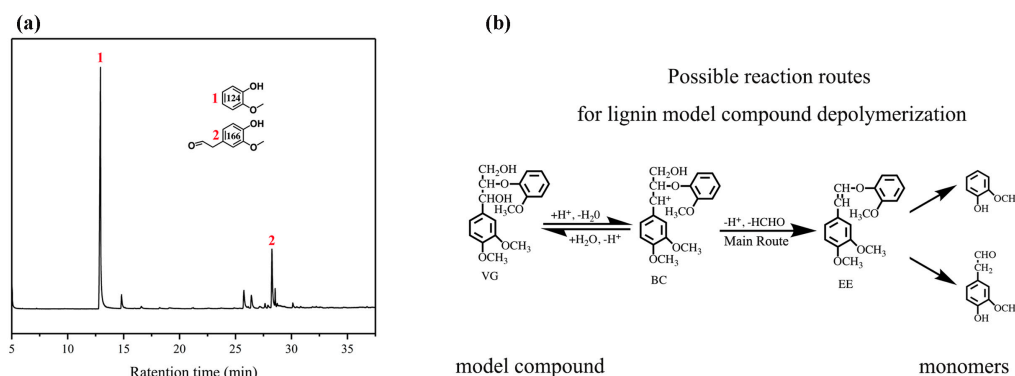 (a)
1
1
124
OH
O
2
O
166
OH
O
2
5
10
15
20
25
30
35
Ratention time (min)
(b)
Possible reaction routes
for lignin model compound depolymerization
CH2OH
CH-O
CHOH
H3CO
OCH3
OCH3
VG
+H+, -H20
+H2O, -H+
CH2OH
CH-O
CH+
H3CO
OCH3
OCH3
BC
-H+, -HCHO
Main Route
CH-O
CH
H3CO
OCH3
OCH3
EE
OCH
OH
CHO
CH2
OCH
OH
model compound
monomers